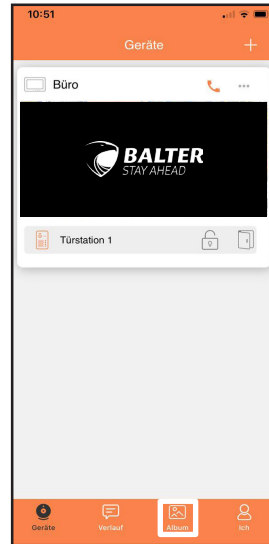 10:51
Geräte
Büro
BALTER
STAY AHEAD
Türstation 1
Geräte Verlauf Album Ich